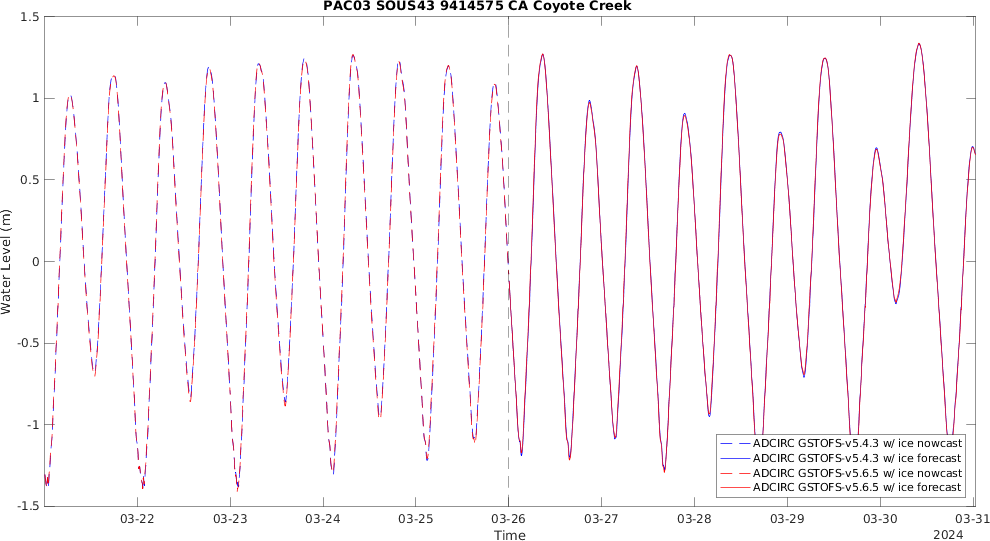 PAC03 SOUS43 9414575 CA Coyote Creek
1.5
1
0.5
0
-0.5
-1
-1.5
Water Level (m)
ADCIRC GSTOFS-v5.4.3 w/ ice nowcast
ADCIRC GSTOFS-v5.4.3 w/ ice forecast
ADCIRC GSTOFS-v5.6.5 w/ ice nowcast
ADCIRC GSTOFS-v5.6.5 w/ ice forecast
03-22 03-23 03-24 03-25 03-26 03-27 03-28 03-29 03-30 03-31
Time
2024